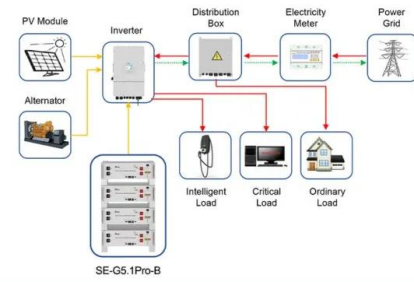 PV Module
Inverter
Distribution
Box
Electricity
Meter
Power
Grid
Alternator
Intelligent
Load
Critical
Load
Ordinary
Load
SE-G5.1Pro-B